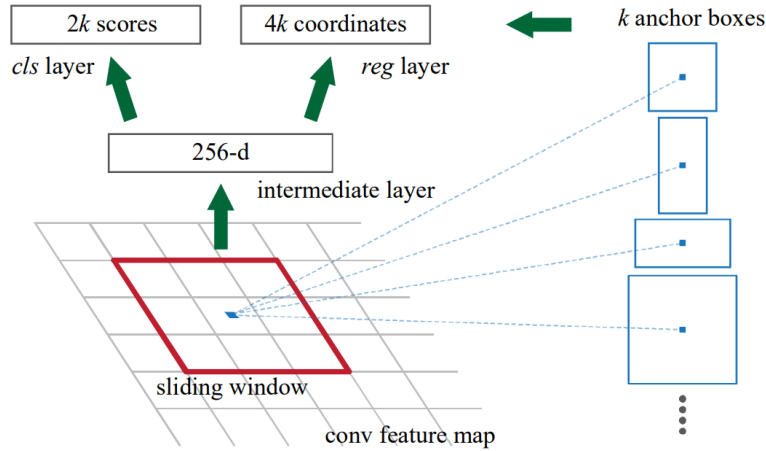 2k scores
4k coordinates
k anchor boxes
cls layer
reg layer
256-d
intermediate layer
sliding window
conv feature map